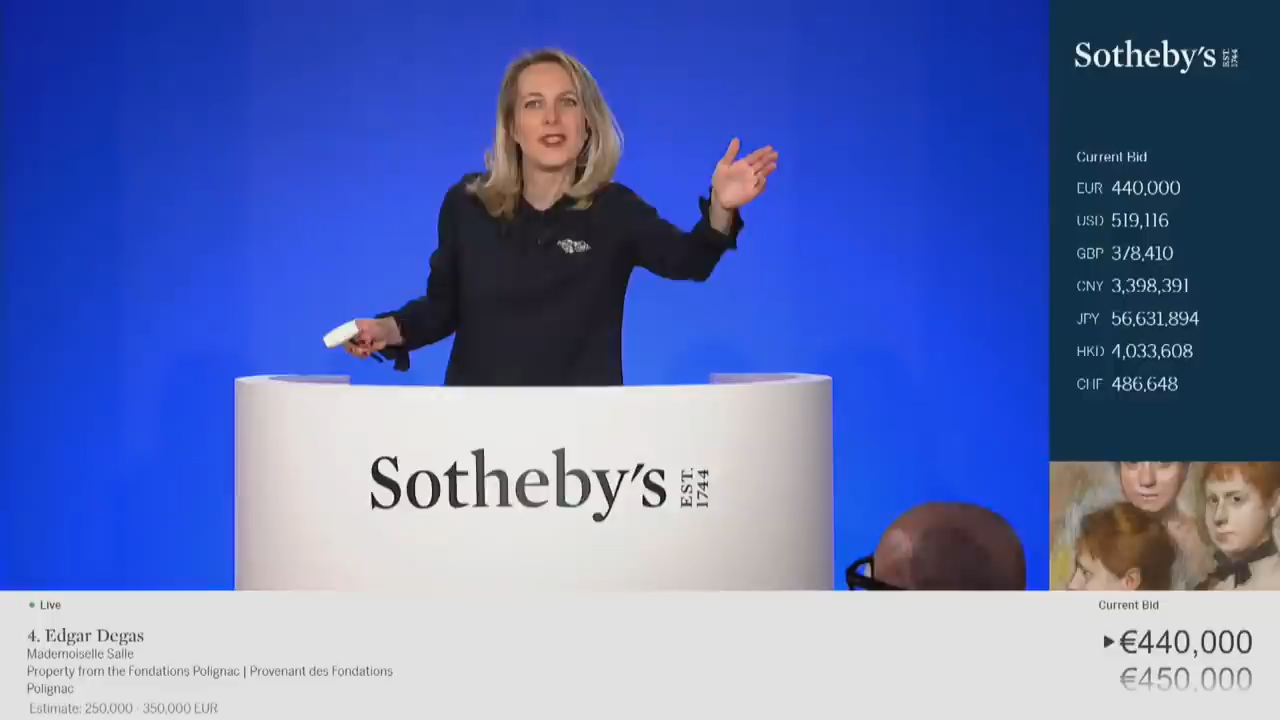 Sotheby's EST. 1744
Current Bid
EUR 440,000
USD 519,116
GBP 378,410
CNY 3,398,391
JPY 56,631,894
HKD 4,033,608
CHF 486,648
Sotheby's EST. 1744
Live
4. Edgar Degas
Mademoiselle Salle
Property from the Fondations Polignac | Provenant des Fondations
Polignac
Estimate: 250,000 - 350,000 EUR
Current Bid
€440,000
€450,000